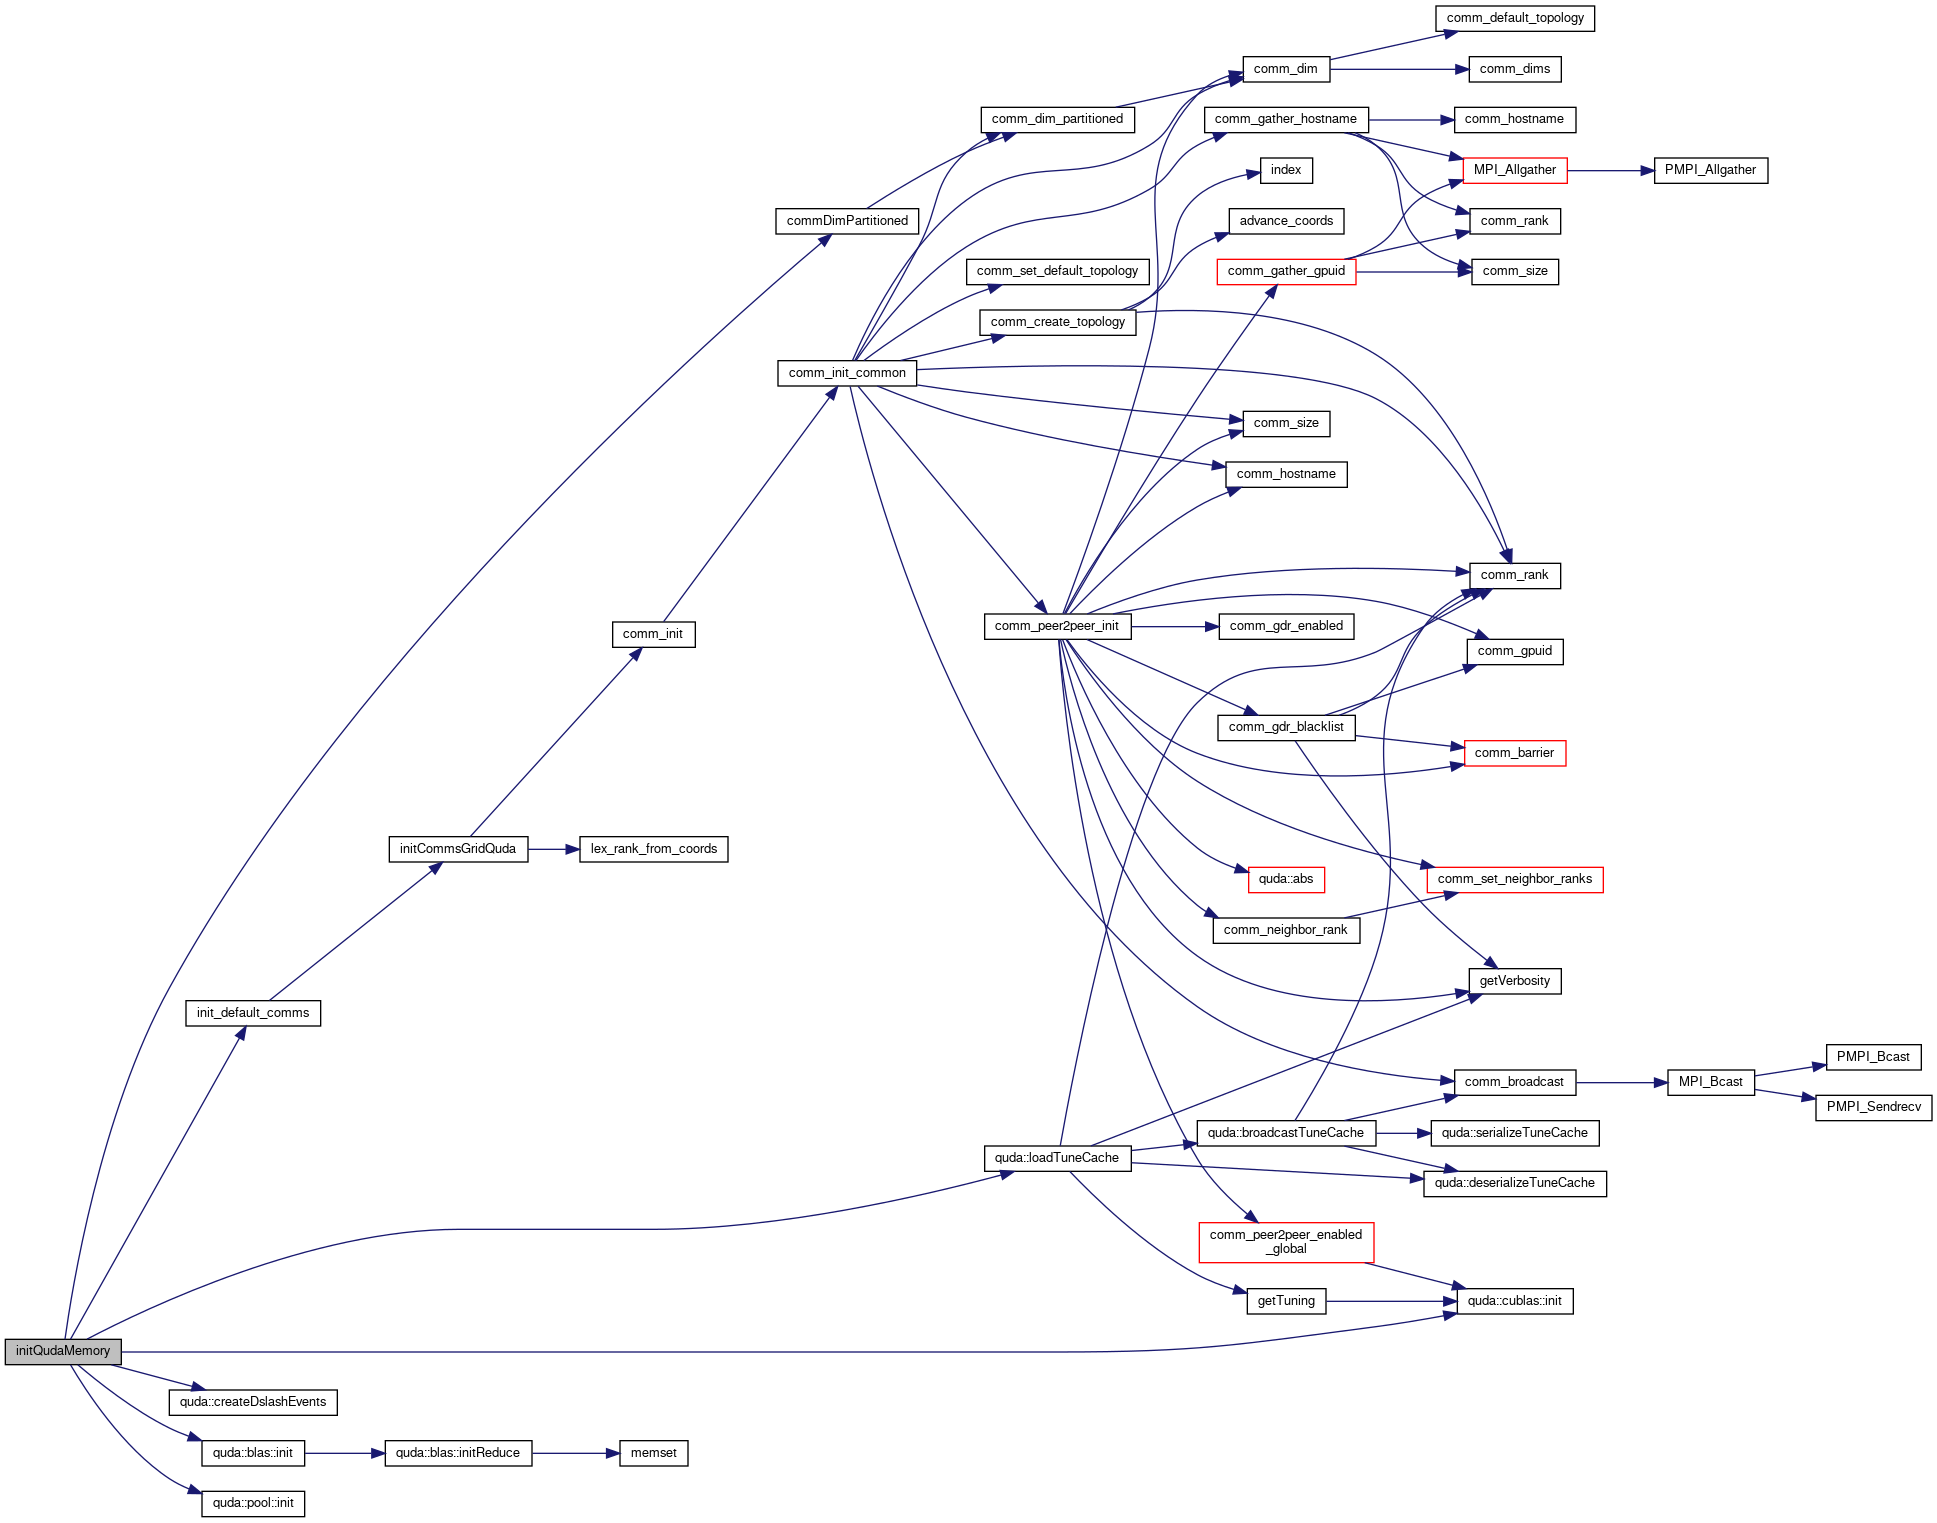 comm_default_topology
comm_dim
comm_dims
comm_dim_partitioned
comm_gather_hostname
comm_hostname
index
MPI_Allgather
PMPI_Allgather
commDimPartitioned
advance_coords
comm_rank
comm_set_default_topology
comm_gather_gpuid
comm_size
comm_create_topology
comm_init_common
comm_size
comm_hostname
comm_rank
comm_init
comm_peer2peer_init
comm_gdr_enabled
comm_gpuid
comm_gdr_blacklist
comm_barrier
initCommsGridQuda
lex_rank_from_coords
quda::abs
comm_set_neighbor_ranks
comm_neighbor_rank
getVerbosity
init_default_comms
PMPI_Bcast
comm_broadcast
MPI_Bcast
PMPI_Sendrecv
quda::broadcastTuneCache
quda::serializeTuneCache
quda::loadTuneCache
quda::deserializeTuneCache
comm_peer2peer_enabled
_global
getTuning
quda::cublas::init
initQudaMemory
quda::createDslashEvents
quda::blas::init
quda::blas::initReduce
memset
quda::pool::init